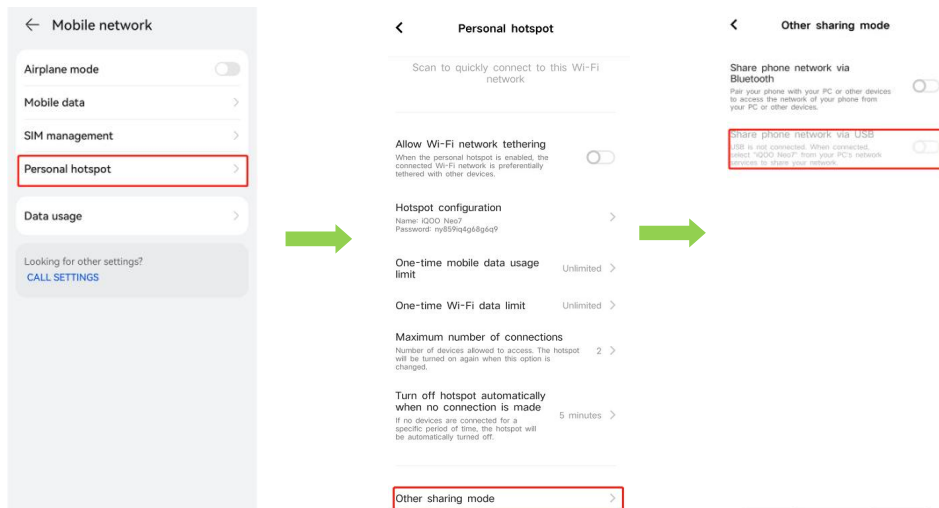 Mobile network
Airplane mode
Mobile data
SIM management
Personal hotspot
Data usage
Looking for other settings?
CALL SETTINGS
Personal hotspot
Scan to quickly connect to this Wi-Fi
network
Allow Wi-Fi network tethering
When the personal hotspot is enabled, the
connected Wi-Fi network is preferentially
tethered with other devices.
Hotspot configuration
Name: iQOO Neo7
Password: ny859iq4g68g6q9
One-time mobile data usage
limit
Unlimited
One-time Wi-Fi data limit
Unlimited
Maximum number of connections
Number of devices allowed to access. The hotspot
will be turned on again when this option is
changed.
2
Turn off hotspot automatically
when no connection is made
If no devices are connected for a
specific period of time, the hotspot will
be automatically turned off.
5 minutes
Other sharing mode
Other sharing mode
Share phone network via
Bluetooth
Pair your phone with your PC or other devices
to access the network of your phone from
your PC or other devices.
Share phone network via USB
USB is not connected. When connected,
select "iQOO Neo7" from your PC's network
services to share your network.